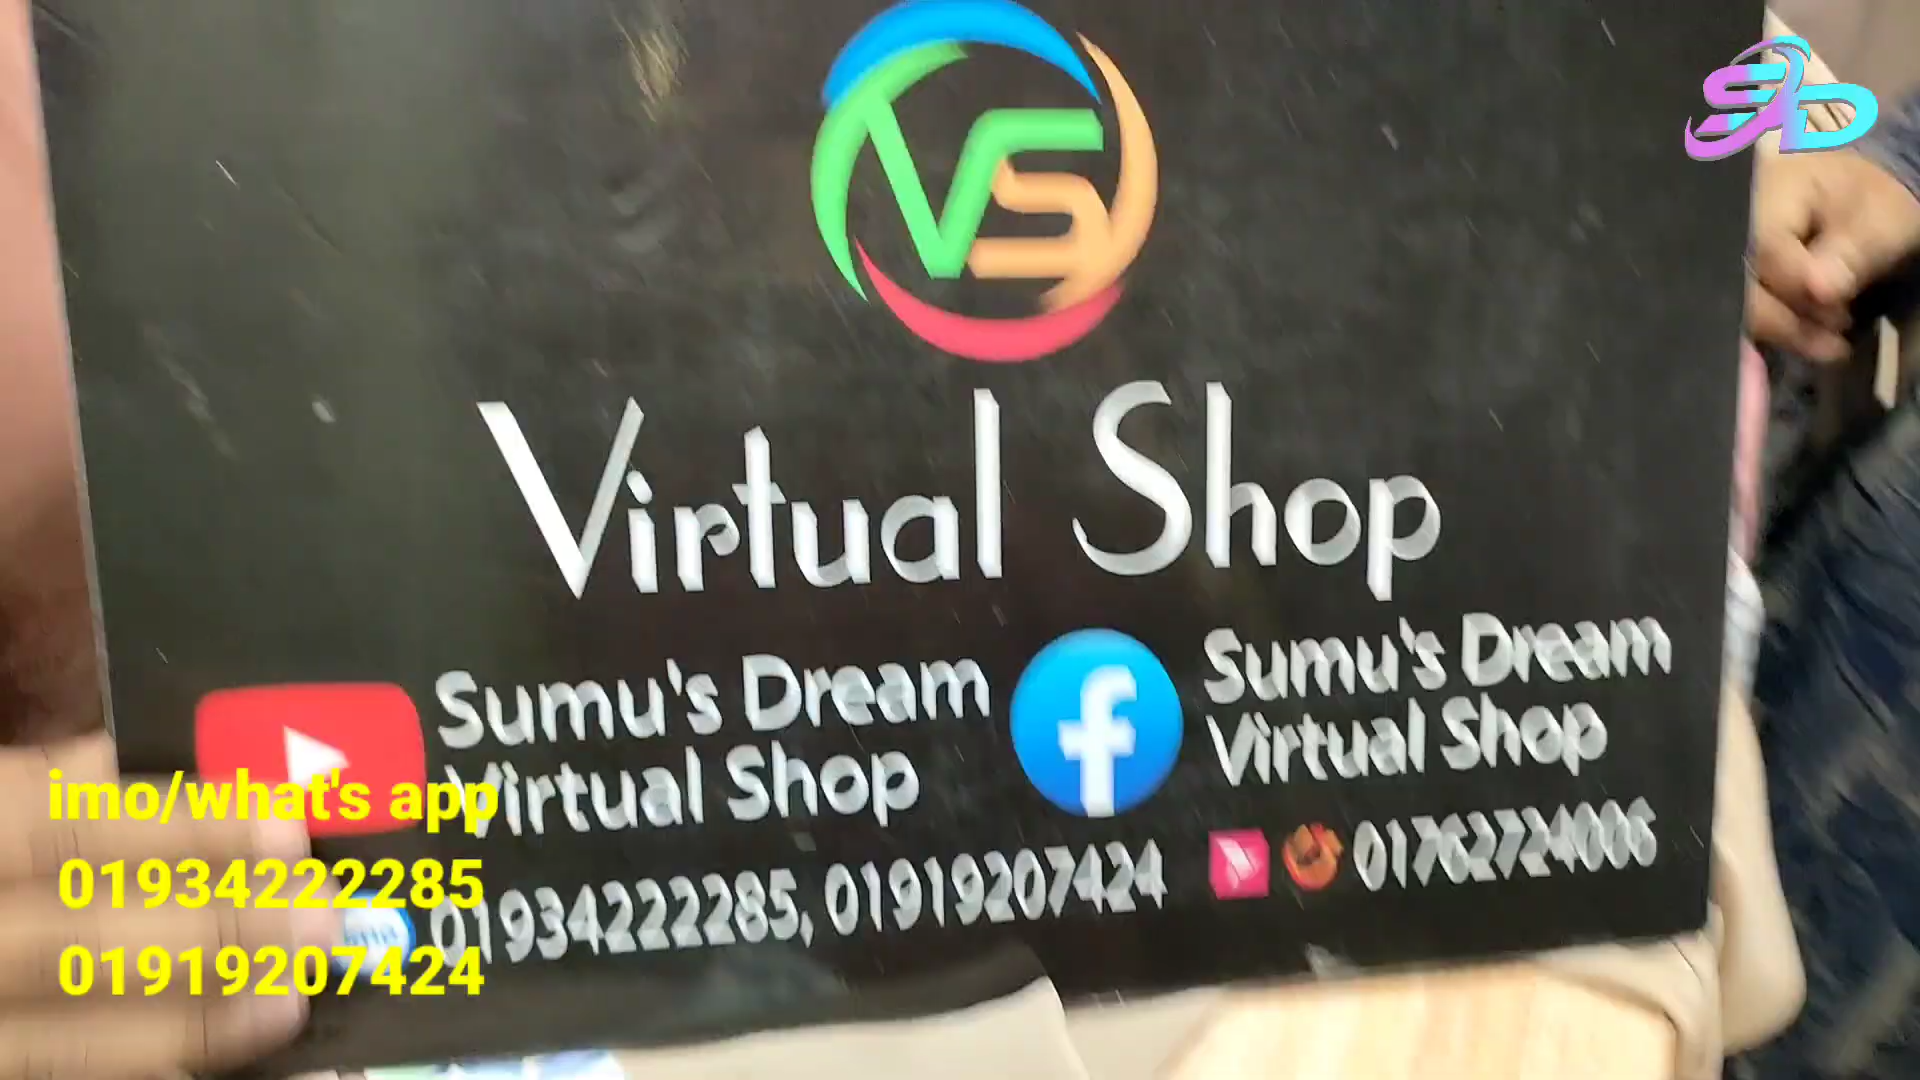 VS
SD
Virtual Shop
Sumu's Dream
Virtual Shop
Sumu's Dream
Virtual Shop
01934222285, 01919207424
01762724006
imo/what's app
01934222285
01919207424